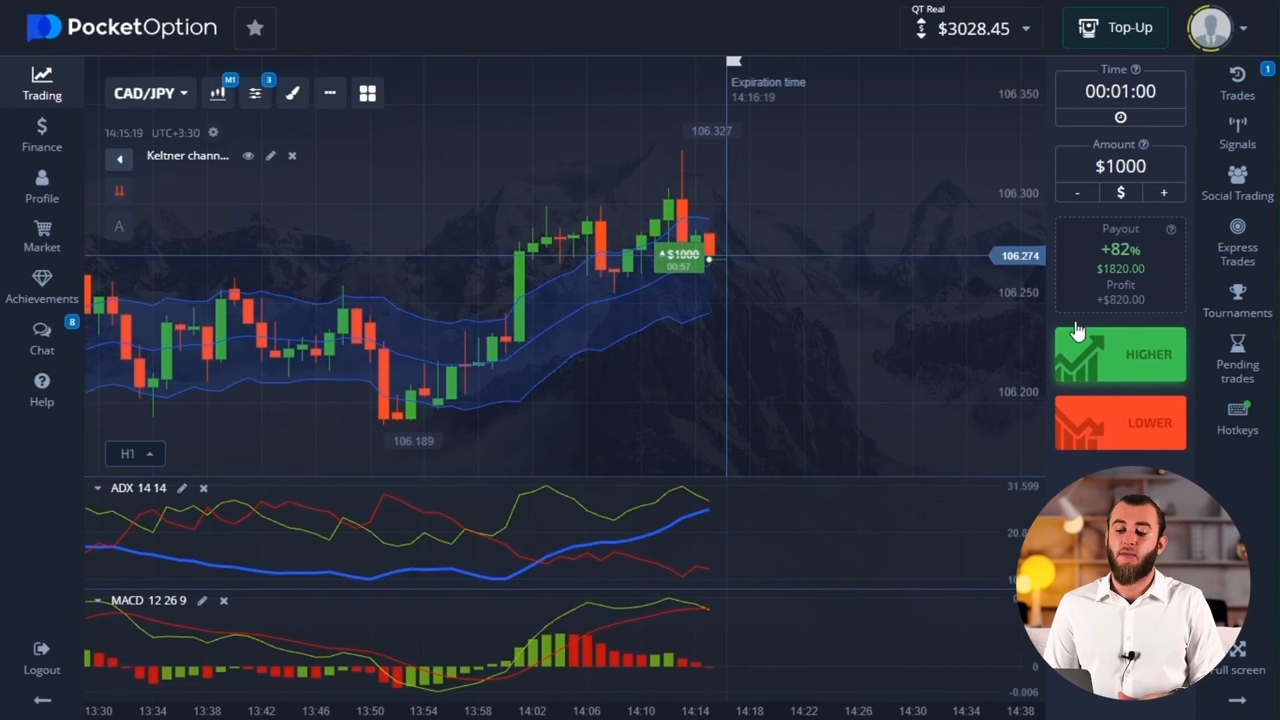 PocketOption
QT Real
$3028.45
Top-Up
Trading
Finance
Profile
Market
Achievements
8
Chat
Help
Logout
CAD/JPY
M1
3
14:15:19 UTC+3:30
Keltner chann...
A
H1
Expiration time
14:16:19
106.327
106.189
$1000
00:57
106.350
106.300
106.274
106.250
106.200
ADX 14 14
31.599
MACD 12 26 9
0
-0.006
13:30 13:34 13:38 13:42 13:46 13:50 13:54 13:58 14:02 14:06 14:10 14:14 14:18 14:22 14:26 14:30 14:34 14:38
Time
00:01:00
Amount
$1000
- $ +
Payout
+82%
$1820.00
Profit
+$820.00
HIGHER
LOWER
1
Trades
Signals
Social Trading
Express
Trades
Tournaments
Pending
trades
Hotkeys
screen